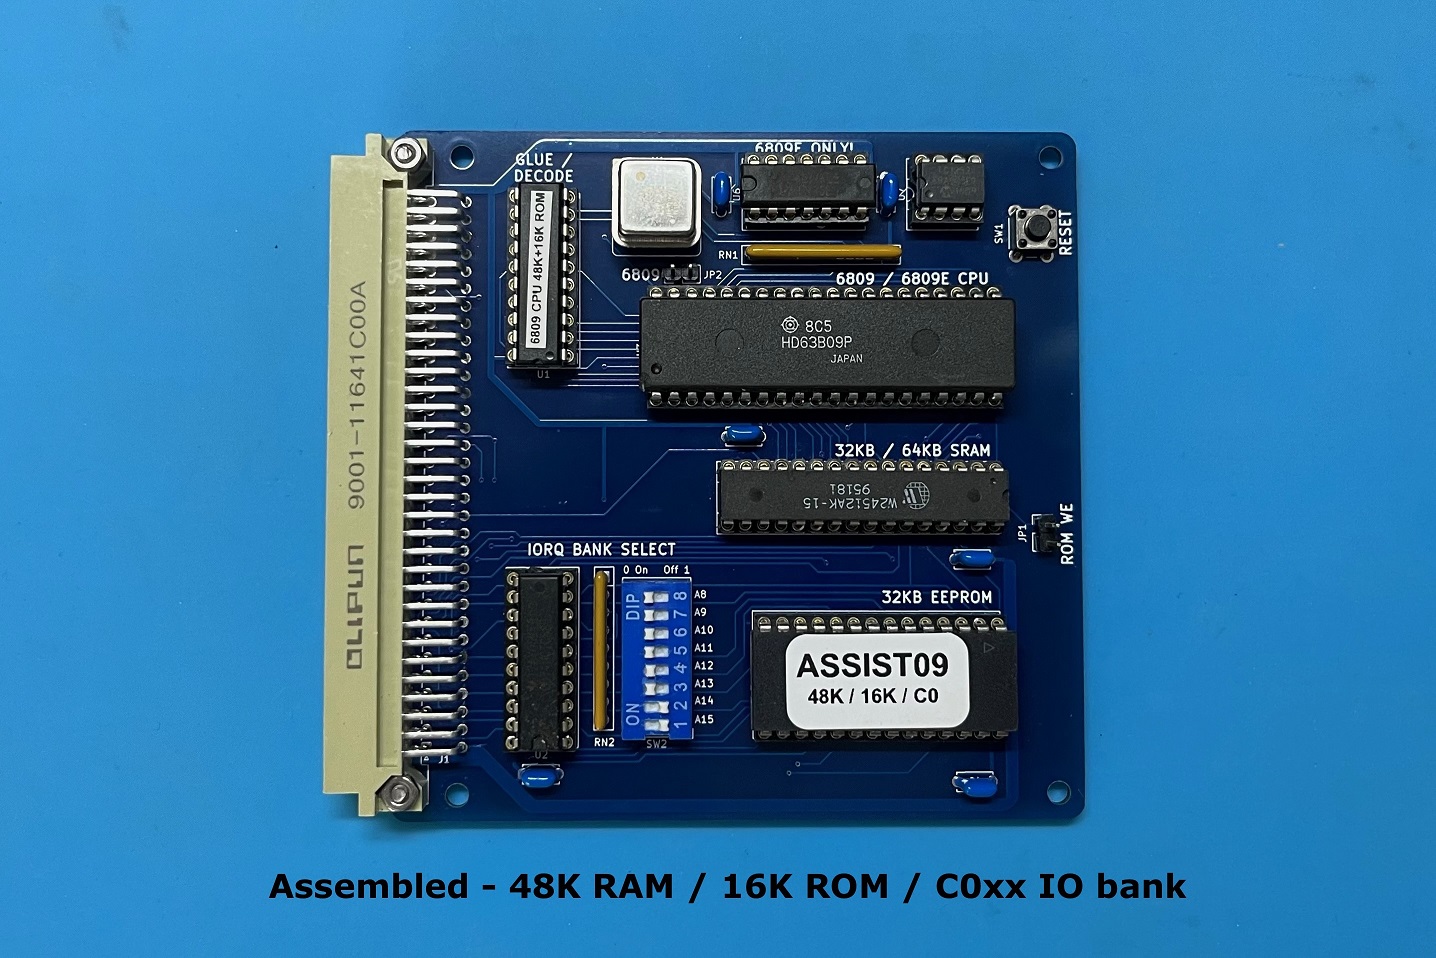 GLUE /
DECODE
6809E ONLY!
6809 CPU 48K+16K ROM
U1
U6
RN1
SW1
RESET
6809
JP2
6809 / 6809E CPU
8C5
HD63B09P
JAPAN
9001-11641C00A
OUPIIN
32KB / 64KB SRAM
W24512AK-15
JP1
ROM WE
IORQ BANK SELECT
0 On Off 1
DIP
ON
8 A8
7 A9
6 A10
5 A11
4 A12
3 A13
2 A14
1 A15
RN2
SW2
U2
J1
32KB EEPROM
ASSIST09
48K / 16K / C0
Assembled - 48K RAM / 16K ROM / C0xx IO bank